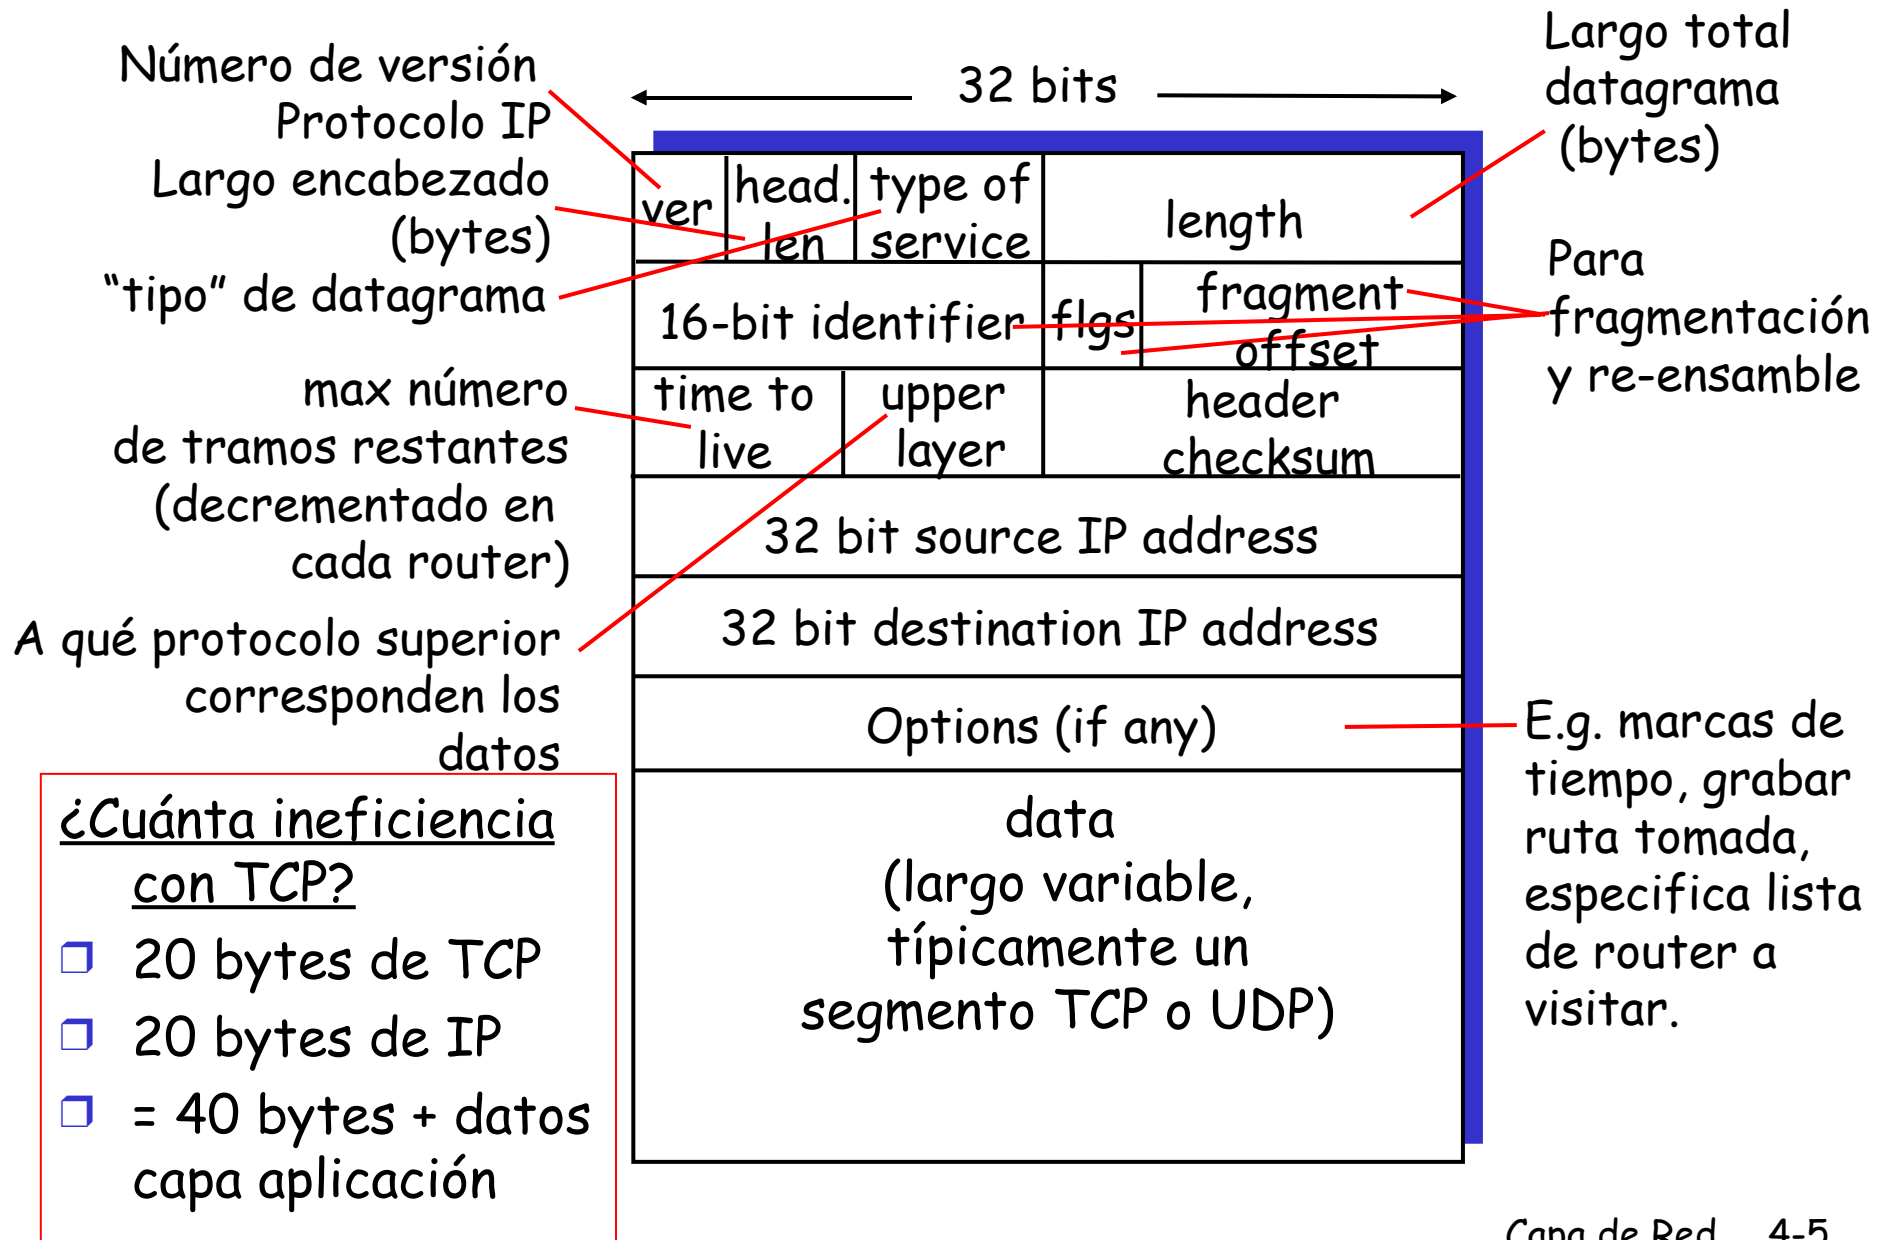 Número de versión
Protocolo IP
Largo encabezado
(bytes)
“tipo” de datagrama
max número
de tramos restantes
(decrementado en
cada router)
A qué protocolo superior
corresponden los
datos
32 bits
ver
head.
len
type of
service
length
16-bit identifier
flgs
fragment
offset
time to
live
upper
layer
header
checksum
32 bit source IP address
32 bit destination IP address
Options (if any)
data
(largo variable,
típicamente un
segmento TCP o UDP)
Largo total
datagrama
(bytes)
Para
fragmentación
y re-ensamble
E.g. marcas de
tiempo, grabar
ruta tomada,
especifica lista
de router a
visitar.
¿Cuánta ineficiencia
con TCP?
20 bytes de TCP
20 bytes de IP
= 40 bytes + datos
capa aplicación
Capa de Red 4-5